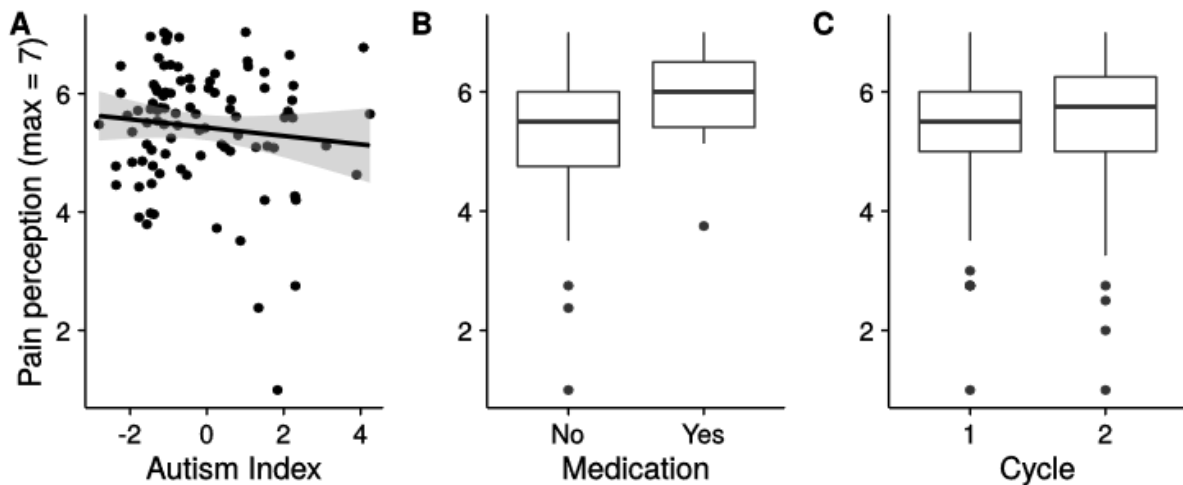 A
Pain perception (max = 7)
6
4
2
-2 0 2 4
Autism Index
B
6
4
2
No Yes
Medication
C
6
4
2
1 2
Cycle